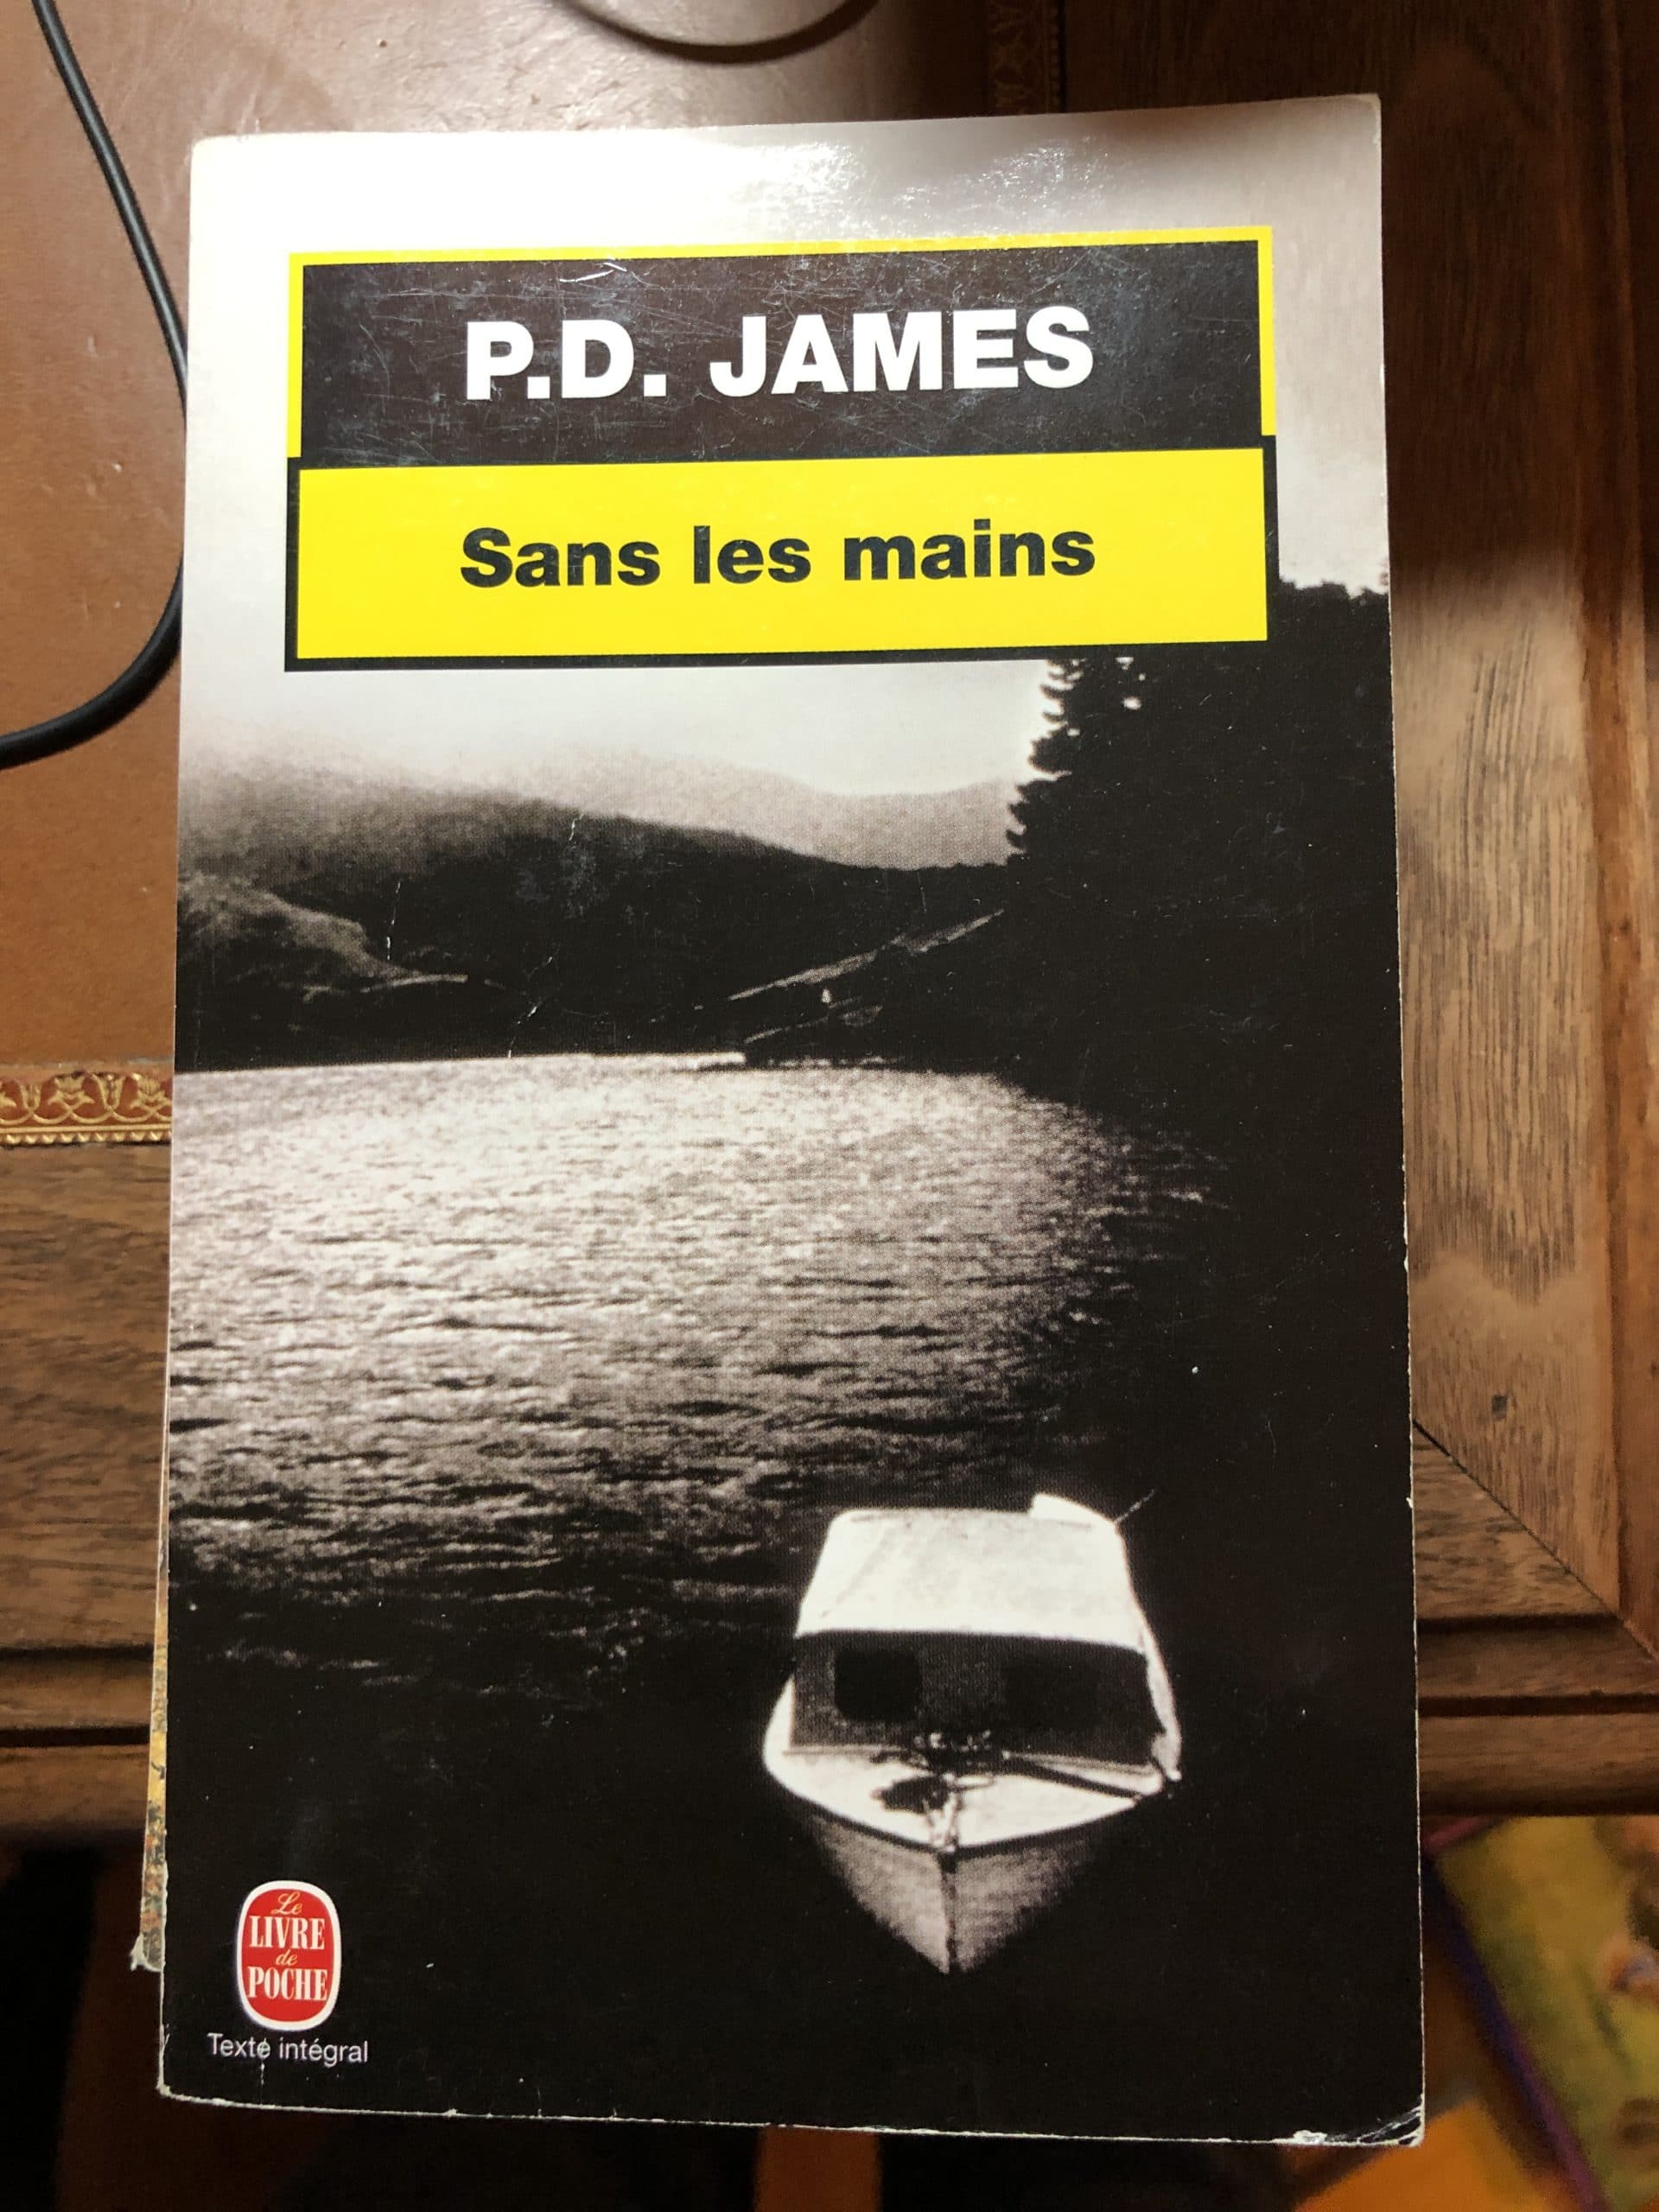 P.D. JAMES
Sans les mains
Le
LIVRE
de
POCHE
Texte intégral